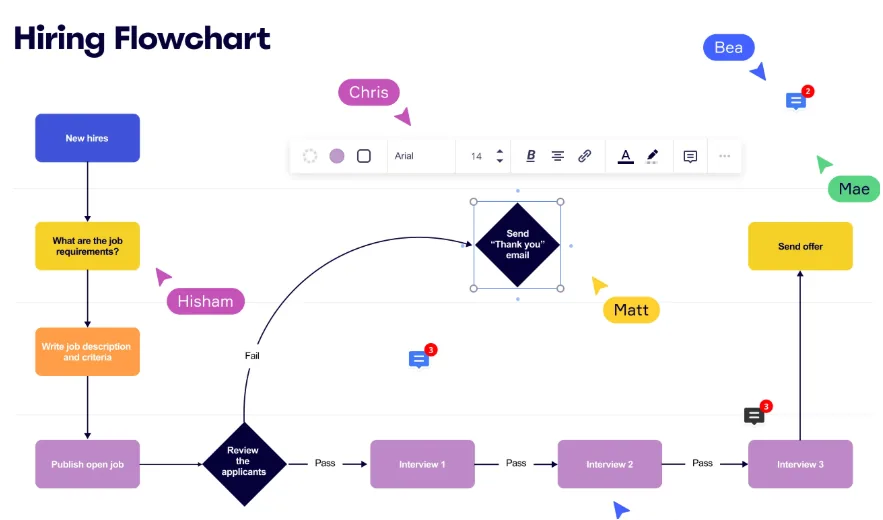 Hiring Flowchart
Bea
2
Chris
New hires
Arial
14
B
A
Mae
What are the job
requirements?
Send
“Thank you”
email
Send offer
Hisham
Matt
Write job description
and criteria
Fail
3
3
Publish open job
Review
the
applicants
Pass
Interview 1
Pass
Interview 2
Pass
Interview 3